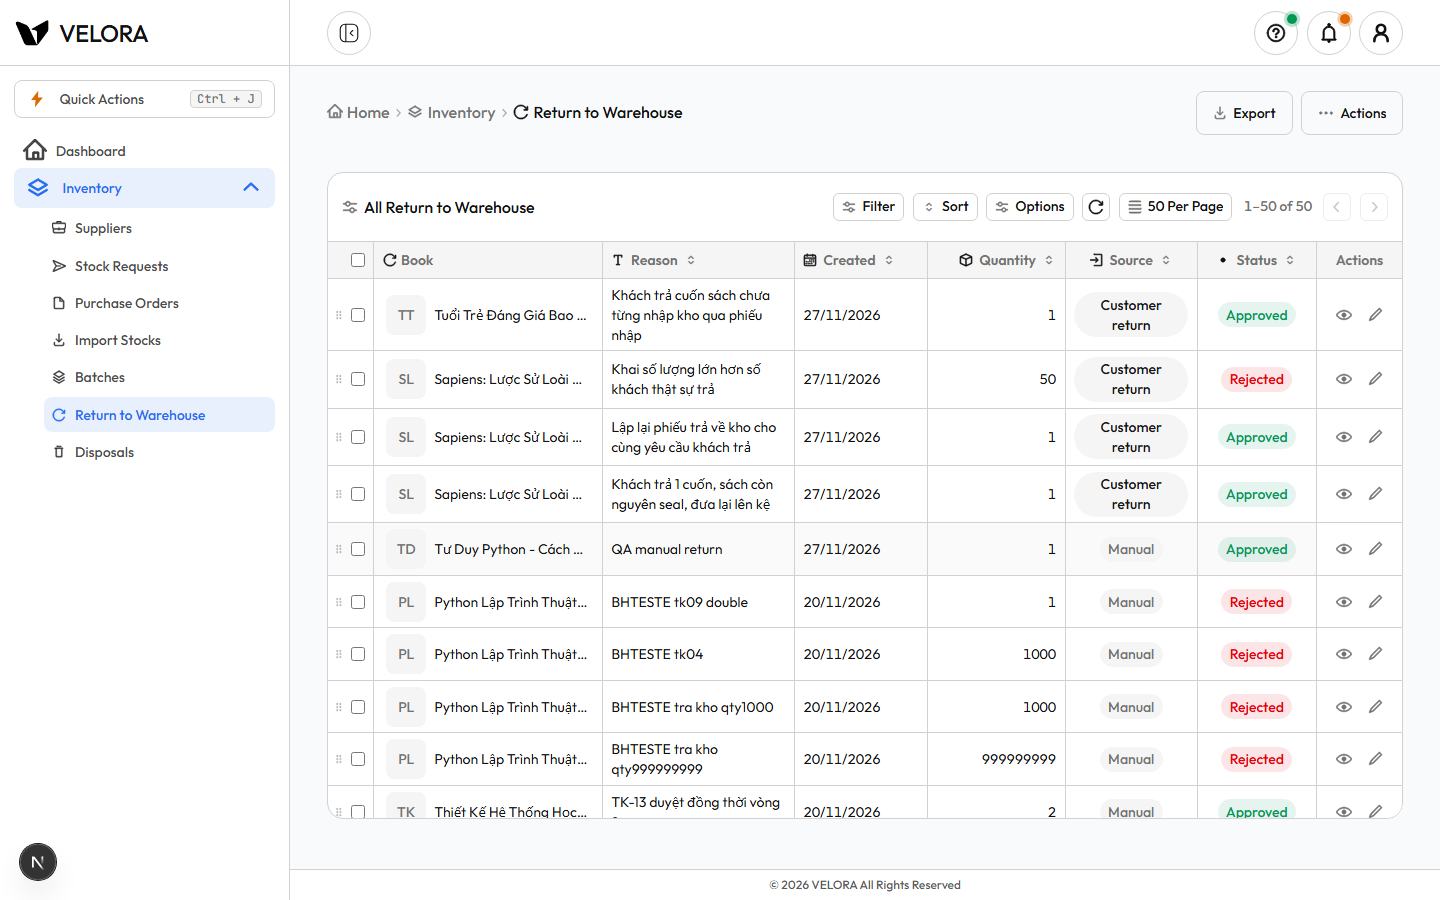 VELORA
Quick Actions
Ctrl + J
Dashboard
Inventory
Suppliers
Stock Requests
Purchase Orders
Import Stocks
Batches
Return to Warehouse
Disposals
Home
Inventory
Return to Warehouse
Export
Actions
All Return to Warehouse
Filter
Sort
Options
50 Per Page
1–50 of 50
Book
Reason
Created
Quantity
Source
Status
Actions
TT
Tuổi Trẻ Đáng Giá Bao ...
Khách trả cuốn sách chưa
từng nhập kho qua phiếu
nhập
27/11/2026
1
Customer
return
Approved
SL
Sapiens: Lược Sử Loài ...
Khai số lượng lớn hơn số
khách thật sự trả
27/11/2026
50
Customer
return
Rejected
SL
Sapiens: Lược Sử Loài ...
Lập lại phiếu trả về kho cho
cùng yêu cầu khách trả
27/11/2026
1
Customer
return
Approved
SL
Sapiens: Lược Sử Loài ...
Khách trả 1 cuốn, sách còn
nguyên seal, đưa lại lên kệ
27/11/2026
1
Customer
return
Approved
TD
Tư Duy Python - Cách ...
QA manual return
27/11/2026
1
Manual
Approved
PL
Python Lập Trình Thuật...
BHTESTE tk09 double
20/11/2026
1
Manual
Rejected
PL
Python Lập Trình Thuật...
BHTESTE tk04
20/11/2026
1000
Manual
Rejected
PL
Python Lập Trình Thuật...
BHTESTE tra kho qty1000
20/11/2026
1000
Manual
Rejected
PL
Python Lập Trình Thuật...
BHTESTE tra kho
qty999999999
20/11/2026
999999999
Manual
Rejected
TK
Thiết Kế Hệ Thống Học...
TK-13 duyệt đồng thời vòng
20/11/2026
2
Manual
Approved
N
© 2026 VELORA All Rights Reserved